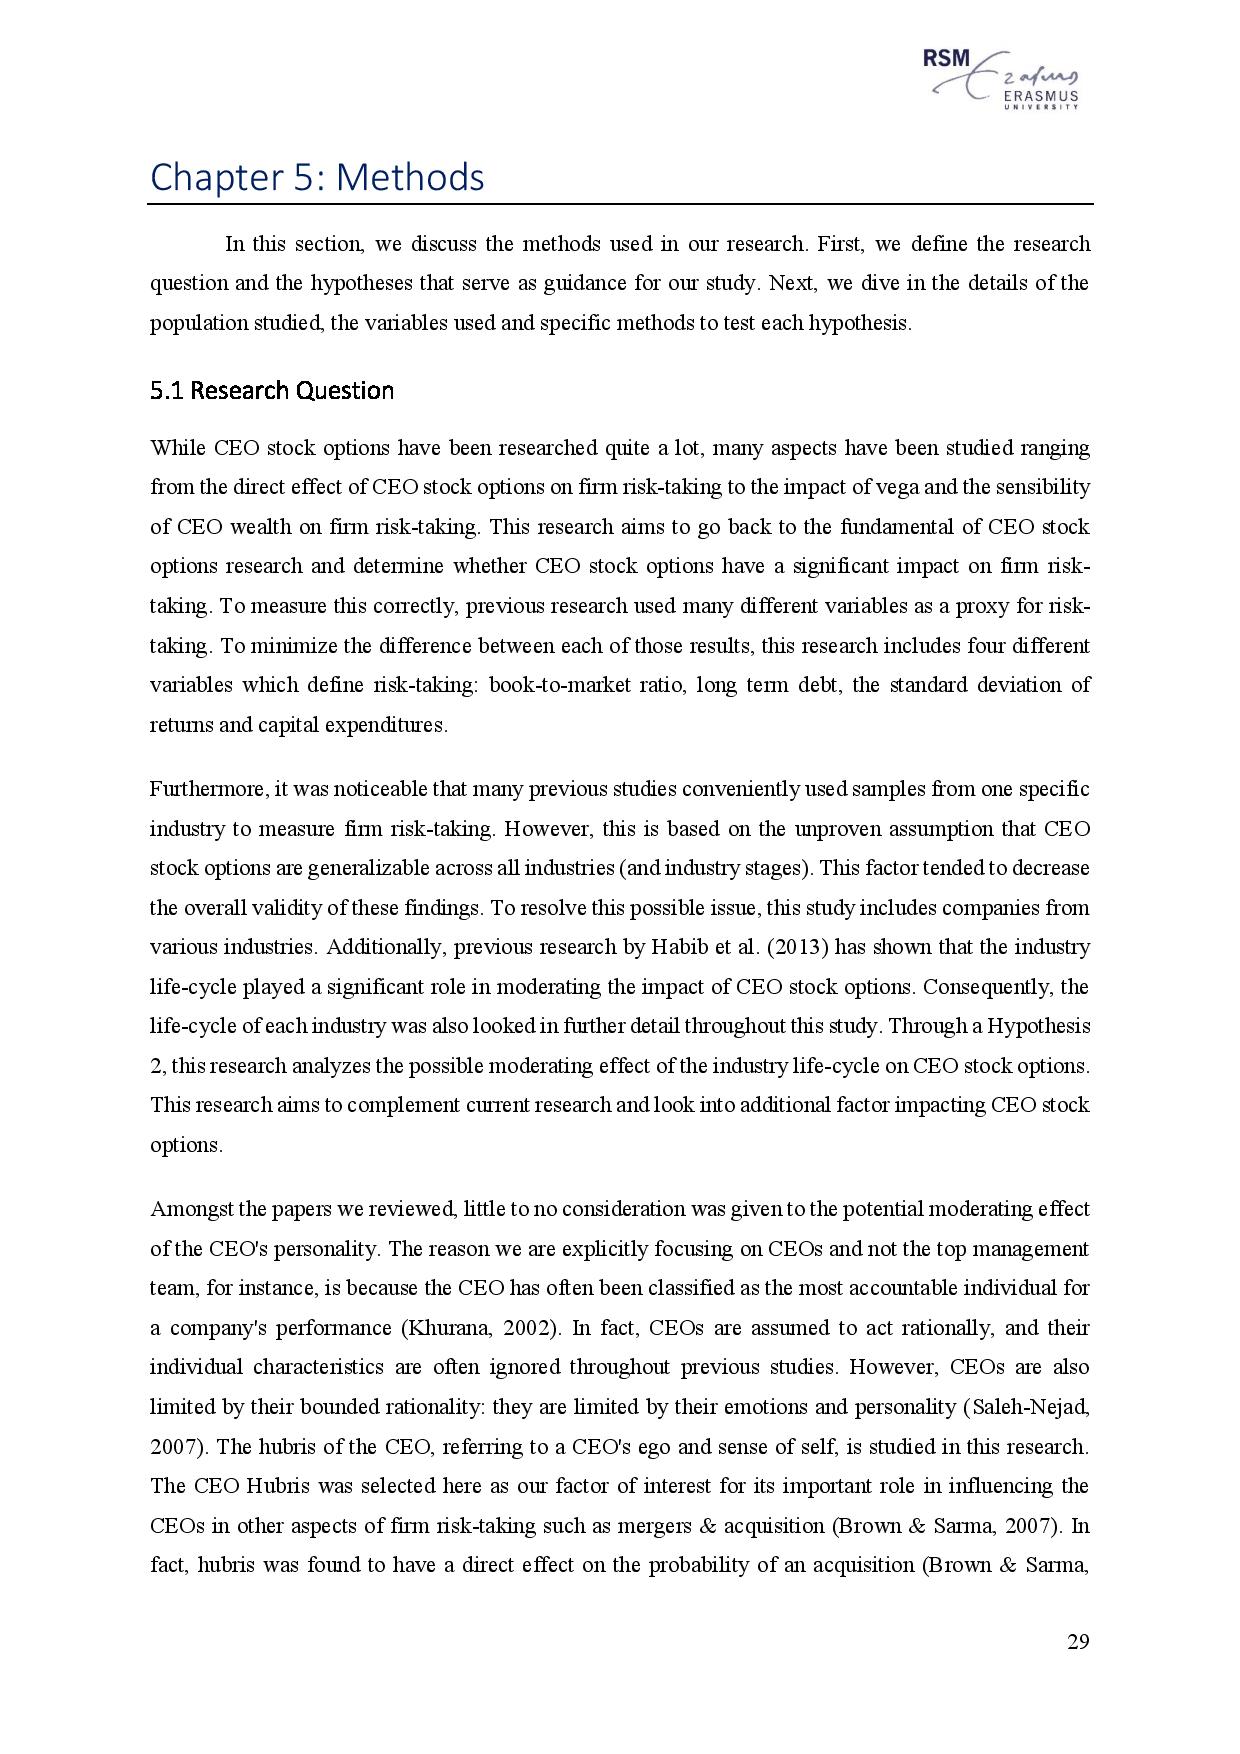 RSM
Erasmus
ERASMUS
UNIVERSITY
Chapter 5: Methods
In this section, we discuss the methods used in our research. First, we define the research
question and the hypotheses that serve as guidance for our study. Next, we dive in the details of the
population studied, the variables used and specific methods to test each hypothesis.
5.1 Research Question
While CEO stock options have been researched quite a lot, many aspects have been studied ranging
from the direct effect of CEO stock options on firm risk-taking to the impact of vega and the sensibility
of CEO wealth on firm risk-taking. This research aims to go back to the fundamental of CEO stock
options research and determine whether CEO stock options have a significant impact on firm risk-
taking. To measure this correctly, previous research used many different variables as a proxy for risk-
taking. To minimize the difference between each of those results, this research includes four different
variables which define risk-taking: book-to-market ratio, long term debt, the standard deviation of
returns and capital expenditures.
Furthermore, it was noticeable that many previous studies conveniently used samples from one specific
industry to measure firm risk-taking. However, this is based on the unproven assumption that CEO
stock options are generalizable across all industries (and industry stages). This factor tended to decrease
the overall validity of these findings. To resolve this possible issue, this study includes companies from
various industries. Additionally, previous research by Habib et al. (2013) has shown that the industry
life-cycle played a significant role in moderating the impact of CEO stock options. Consequently, the
life-cycle of each industry was also looked in further detail throughout this study. Through a Hypothesis
2, this research analyzes the possible moderating effect of the industry life-cycle on CEO stock options.
This research aims to complement current research and look into additional factor impacting CEO stock
options.
Amongst the papers we reviewed, little to no consideration was given to the potential moderating effect
of the CEO's personality. The reason we are explicitly focusing on CEOs and not the top management
team, for instance, is because the CEO has often been classified as the most accountable individual for
a company's performance (Khurana, 2002). In fact, CEOs are assumed to act rationally, and their
individual characteristics are often ignored throughout previous studies. However, CEOs are also
limited by their bounded rationality: they are limited by their emotions and personality (Saleh-Nejad,
2007). The hubris of the CEO, referring to a CEO's ego and sense of self, is studied in this research.
The CEO Hubris was selected here as our factor of interest for its important role in influencing the
CEOs in other aspects of firm risk-taking such as mergers & acquisition (Brown & Sarma, 2007). In
fact, hubris was found to have a direct effect on the probability of an acquisition (Brown & Sarma,
29